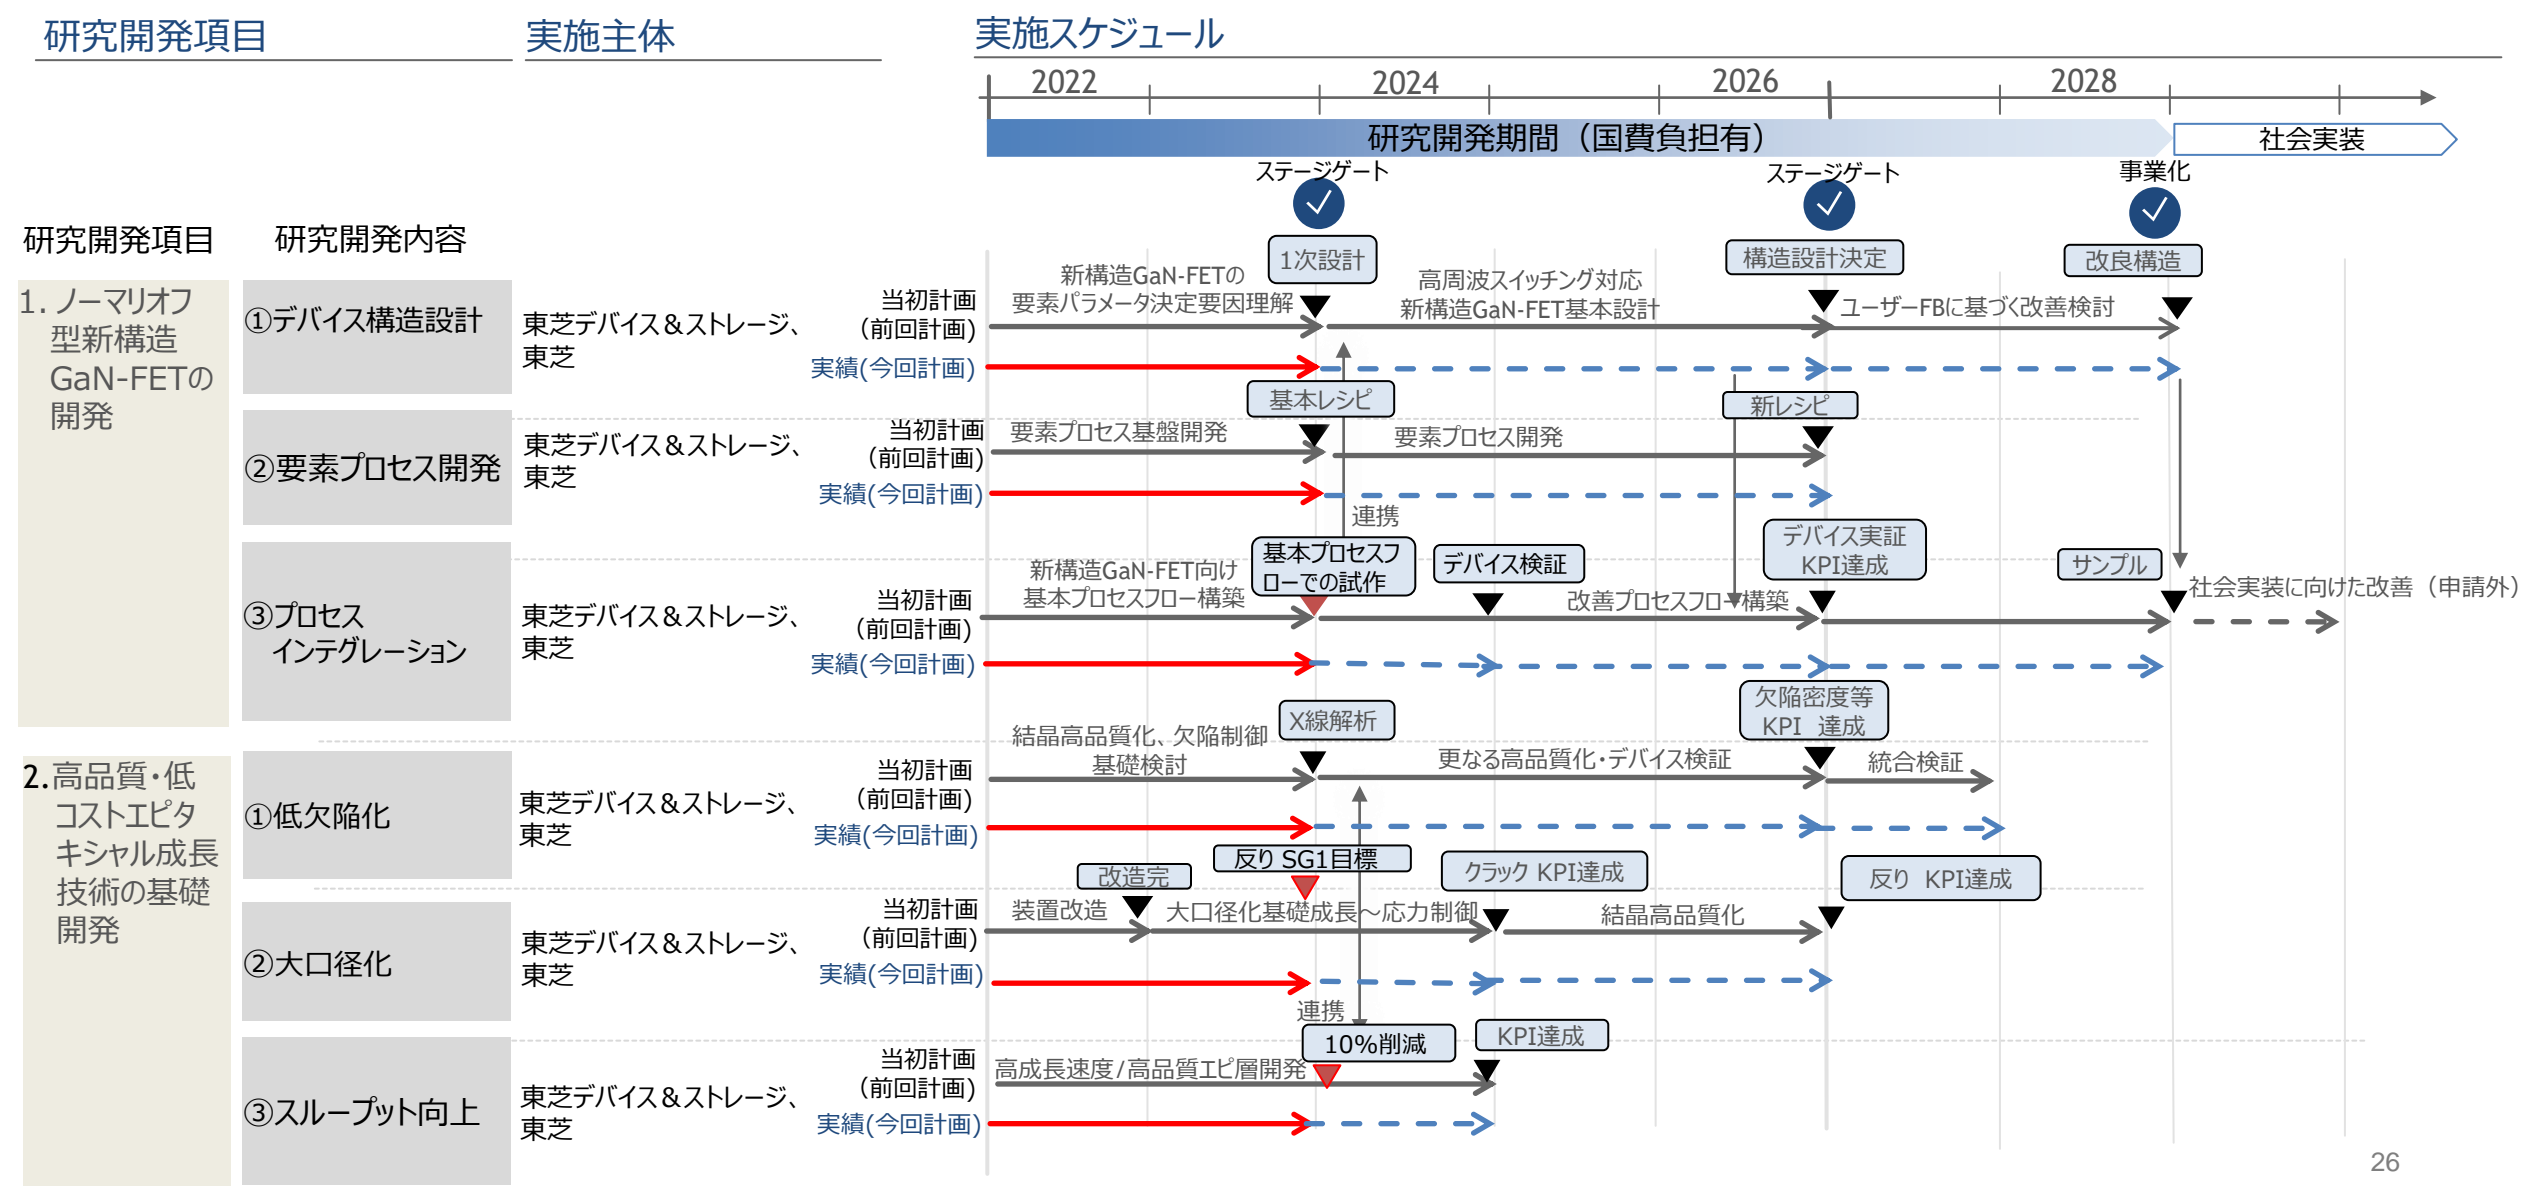 研究開発項目
実施主体
実施スケジュール
2022
2024
2026
2028
研究開発期間（国費負担有）
社会実装
ステージゲート
ステージゲート
事業化
研究開発項目
研究開発内容
1. ノーマリオフ
型新構造
GaN-FETの
開発
①デバイス構造設計
東芝デバイス＆ストレージ、
東芝
当初計画
（前回計画)
実績(今回計画)
新構造GaN-FETの
要素パラメータ決定要因理解
1次設計
高周波スイッチング対応
新構造GaN-FET基本設計
構造設計決定
ユーザーFBに基づく改善検討
改良構造
②要素プロセス開発
東芝デバイス＆ストレージ、
東芝
当初計画
（前回計画)
実績(今回計画)
要素プロセス基盤開発
基本レシピ
要素プロセス開発
新レシピ
連携
③プロセス
インテグレーション
東芝デバイス＆ストレージ、
東芝
当初計画
（前回計画)
実績(今回計画)
新構造GaN-FET向け
基本プロセスフロー構築
基本プロセスフ
ローでの試作
デバイス検証
改善プロセスフロー構築
デバイス実証
KPI達成
サンプル
社会実装に向けた改善（申請外）
2.高品質・低
コストエピタ
キシャル成長
技術の基礎
開発
①低欠陥化
東芝デバイス＆ストレージ、
東芝
当初計画
（前回計画)
実績(今回計画)
結晶高品質化、欠陥制御
基礎検討
X線解析
更なる高品質化・デバイス検証
欠陥密度等
KPI 達成
統合検証
②大口径化
東芝デバイス＆ストレージ、
東芝
当初計画
（前回計画)
実績(今回計画)
装置改造
改造完
反り SG1目標
大口径化基礎成長～応力制御
クラック KPI達成
結晶高品質化
反り KPI達成
連携
③スループット向上
東芝デバイス＆ストレージ、
東芝
当初計画
（前回計画)
実績(今回計画)
高成長速度/高品質エピ層開発
10%削減
KPI達成
26